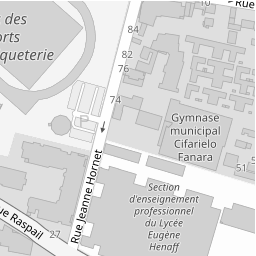 Rue
s des
orts
queterie
84
82
76
74
Gymnase
municipal
Cifarielo
Fanara
51
Rue Jeanne Hornet
Section
d'enseignement
professionnel
du Lycée
Eugène
Henaff
ue Raspail
27